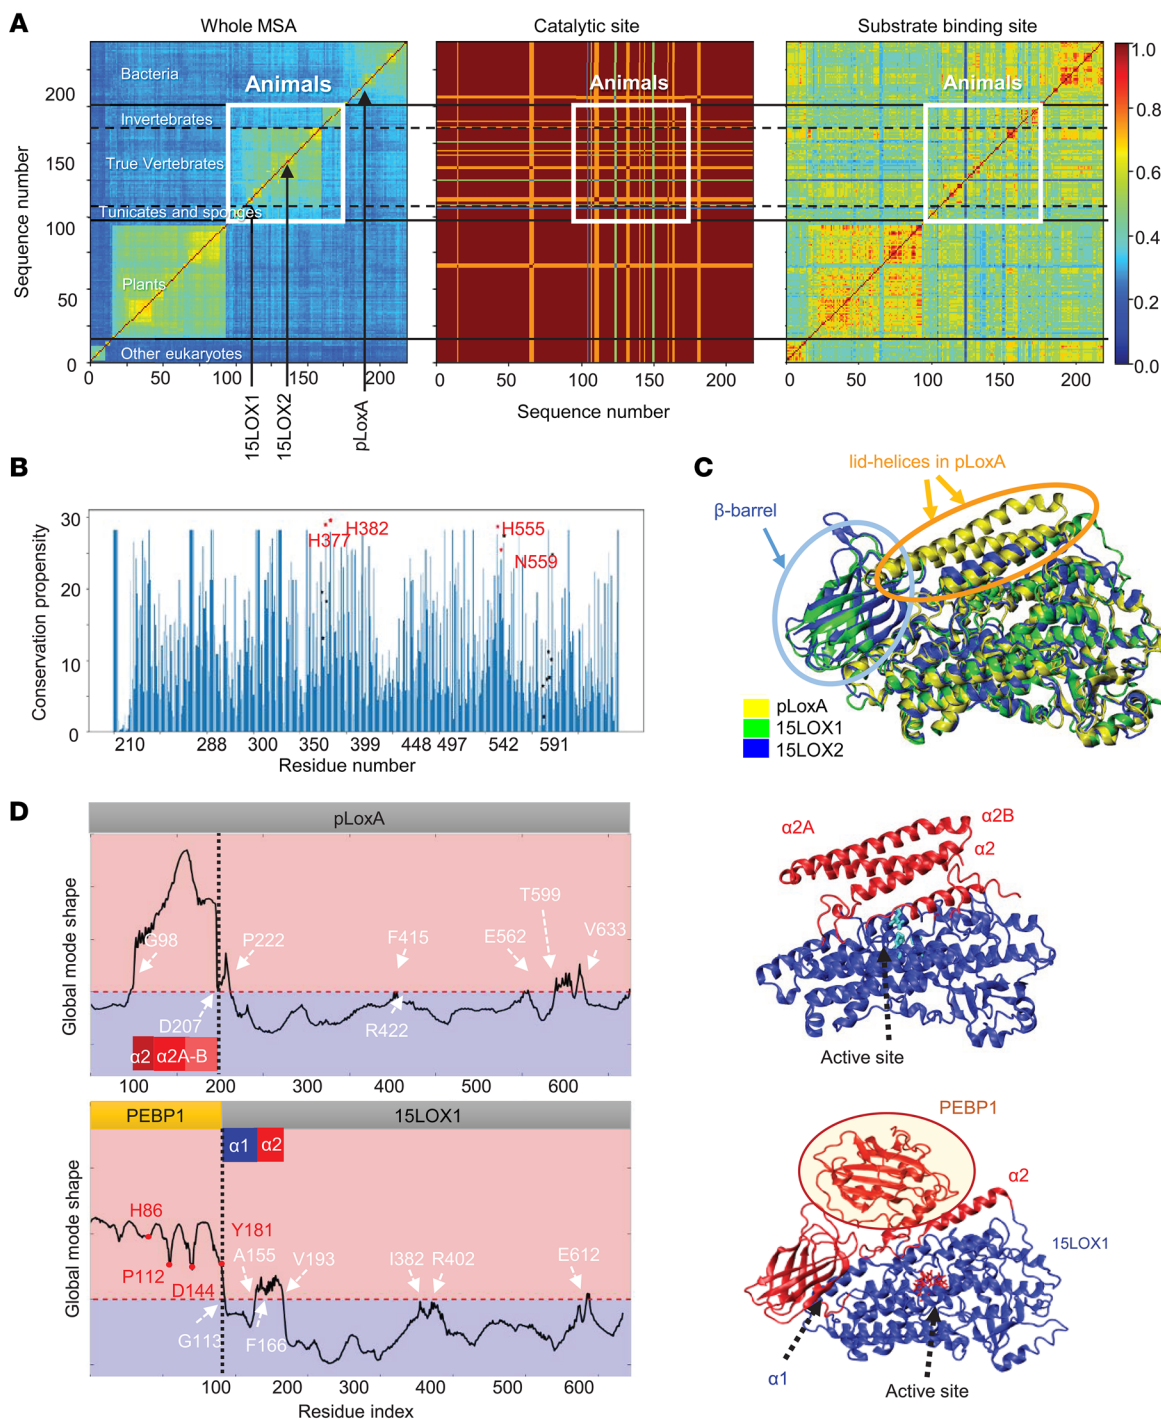 A
Whole MSA
Catalytic site
Substrate binding site
Sequence number
Sequence number
200
150
100
50
0
Bacteria
Animals
Invertebrates
True Vertebrates
Tunicates and sponges
Plants
Other eukaryotes
Animals
Animals
1.0
0.8
0.6
0.4
0.2
0.0
0 50 100 150 200
0 50 100 150 200
0 50 100 150 200
15LOX1
15LOX2
pLoxA
Sequence number
B
Conservation propensity
30
20
10
0
H377
H382
H555
N559
210 288 300 350 399 448 497 542 591
Residue number
C
lid-helices in pLoxA
β-barrel
pLoxA
15LOX1
15LOX2
D
pLoxA
Global mode shape
G98
P222
F415
E562
T599
V633
D207
R422
α2
α2A-B
100 200 300 400 500 600
α2A
α2B
α2
Active site
PEBP1
15LOX1
α1
α2
Global mode shape
H86
Y181
P112
D144
A155
V193
I382
R402
E612
G113
F166
100 200 300 400 500 600
Residue index
PEBP1
α2
15LOX1
α1
Active site